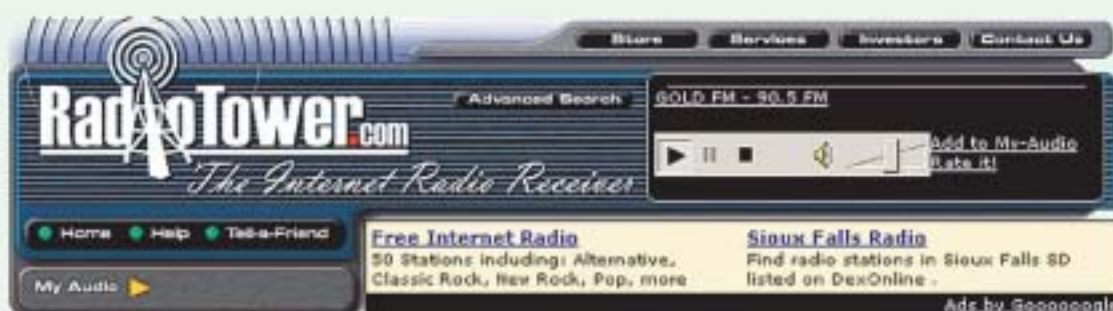 Store Services Investors Contact Us
RadioTower.com
Advanced Search
GOLD FM - 90.5 FM
Add to My-Audio
Rate it!
The Internet Radio Receiver
Home Help Tell-a-Friend
My Audio
Free Internet Radio
50 Stations including: Alternative,
Classic Rock, New Rock, Pop, more
Sioux Falls Radio
Find radio stations in Sioux Falls SD
listed on DexOnline .
Ads by Goooooogle